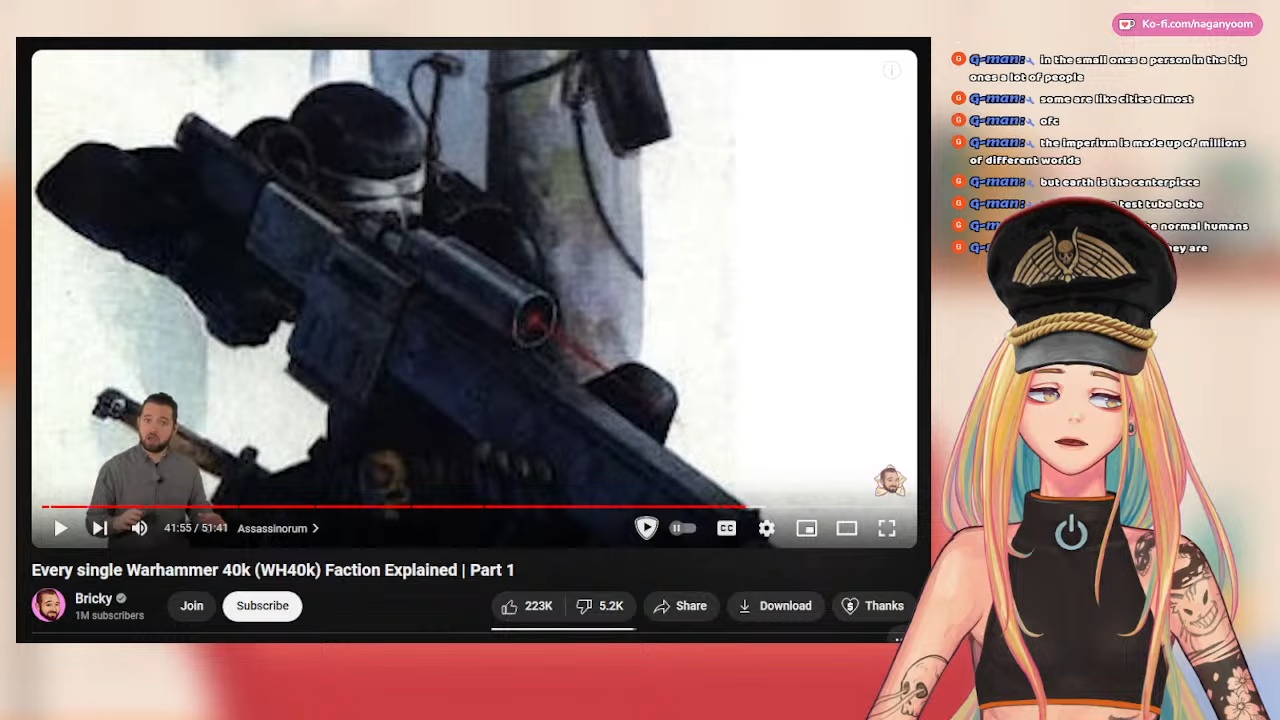 Ko-fi.com/naganyoom
G-man: in the small ones a person in the big
ones a lot of people
G-man: some are like cities almost
G-man: ofc
G-man: the imperium is made up of millions
of different worlds
G-man: but earth is the centerpiece
test tube bebe
normal humans
they are
41:55 / 51:41 Assassinorum
CC
Every single Warhammer 40k (WH40k) Faction Explained | Part 1
Bricky
1M subscribers
Join
Subscribe
223K
5.2K
Share
Download
Thanks